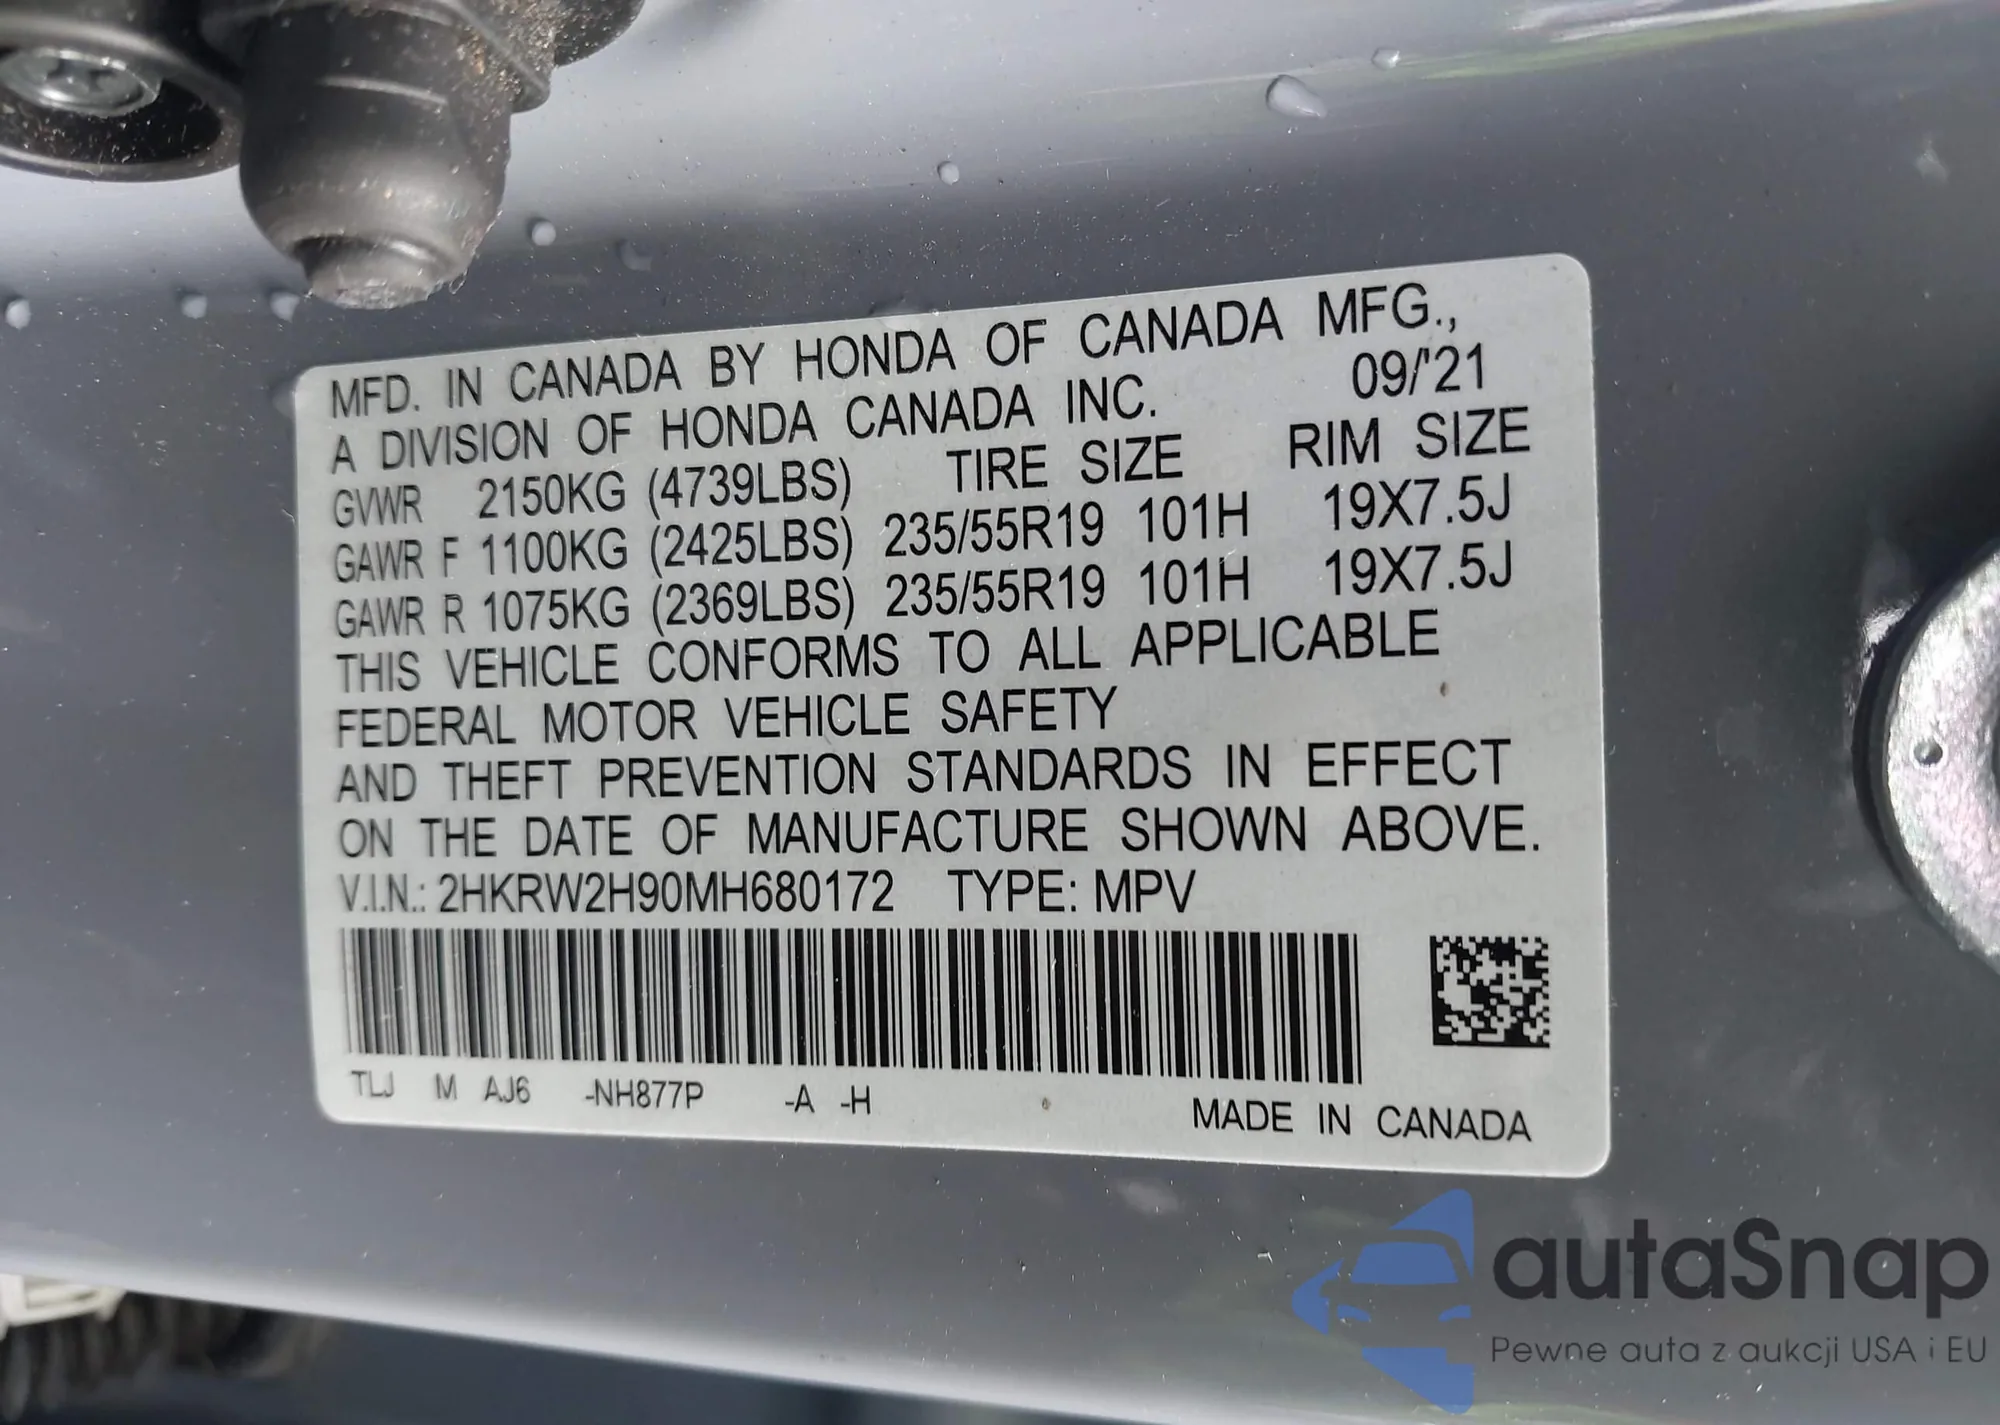 MFD. IN CANADA BY HONDA OF CANADA MFG.,
A DIVISION OF HONDA CANADA INC. 09/'21
GVWR 2150KG (4739LBS) TIRE SIZE RIM SIZE
GAWR F 1100KG (2425LBS) 235/55R19 101H 19X7.5J
GAWR R 1075KG (2369LBS) 235/55R19 101H 19X7.5J
THIS VEHICLE CONFORMS TO ALL APPLICABLE
FEDERAL MOTOR VEHICLE SAFETY
AND THEFT PREVENTION STANDARDS IN EFFECT
ON THE DATE OF MANUFACTURE SHOWN ABOVE.
V.I.N.: 2HKRW2H90MH680172 TYPE: MPV
TLJ M AJ6 -NH877P -A -H
MADE IN CANADA
autaSnap
Pewne auta z aukcji USA i EU